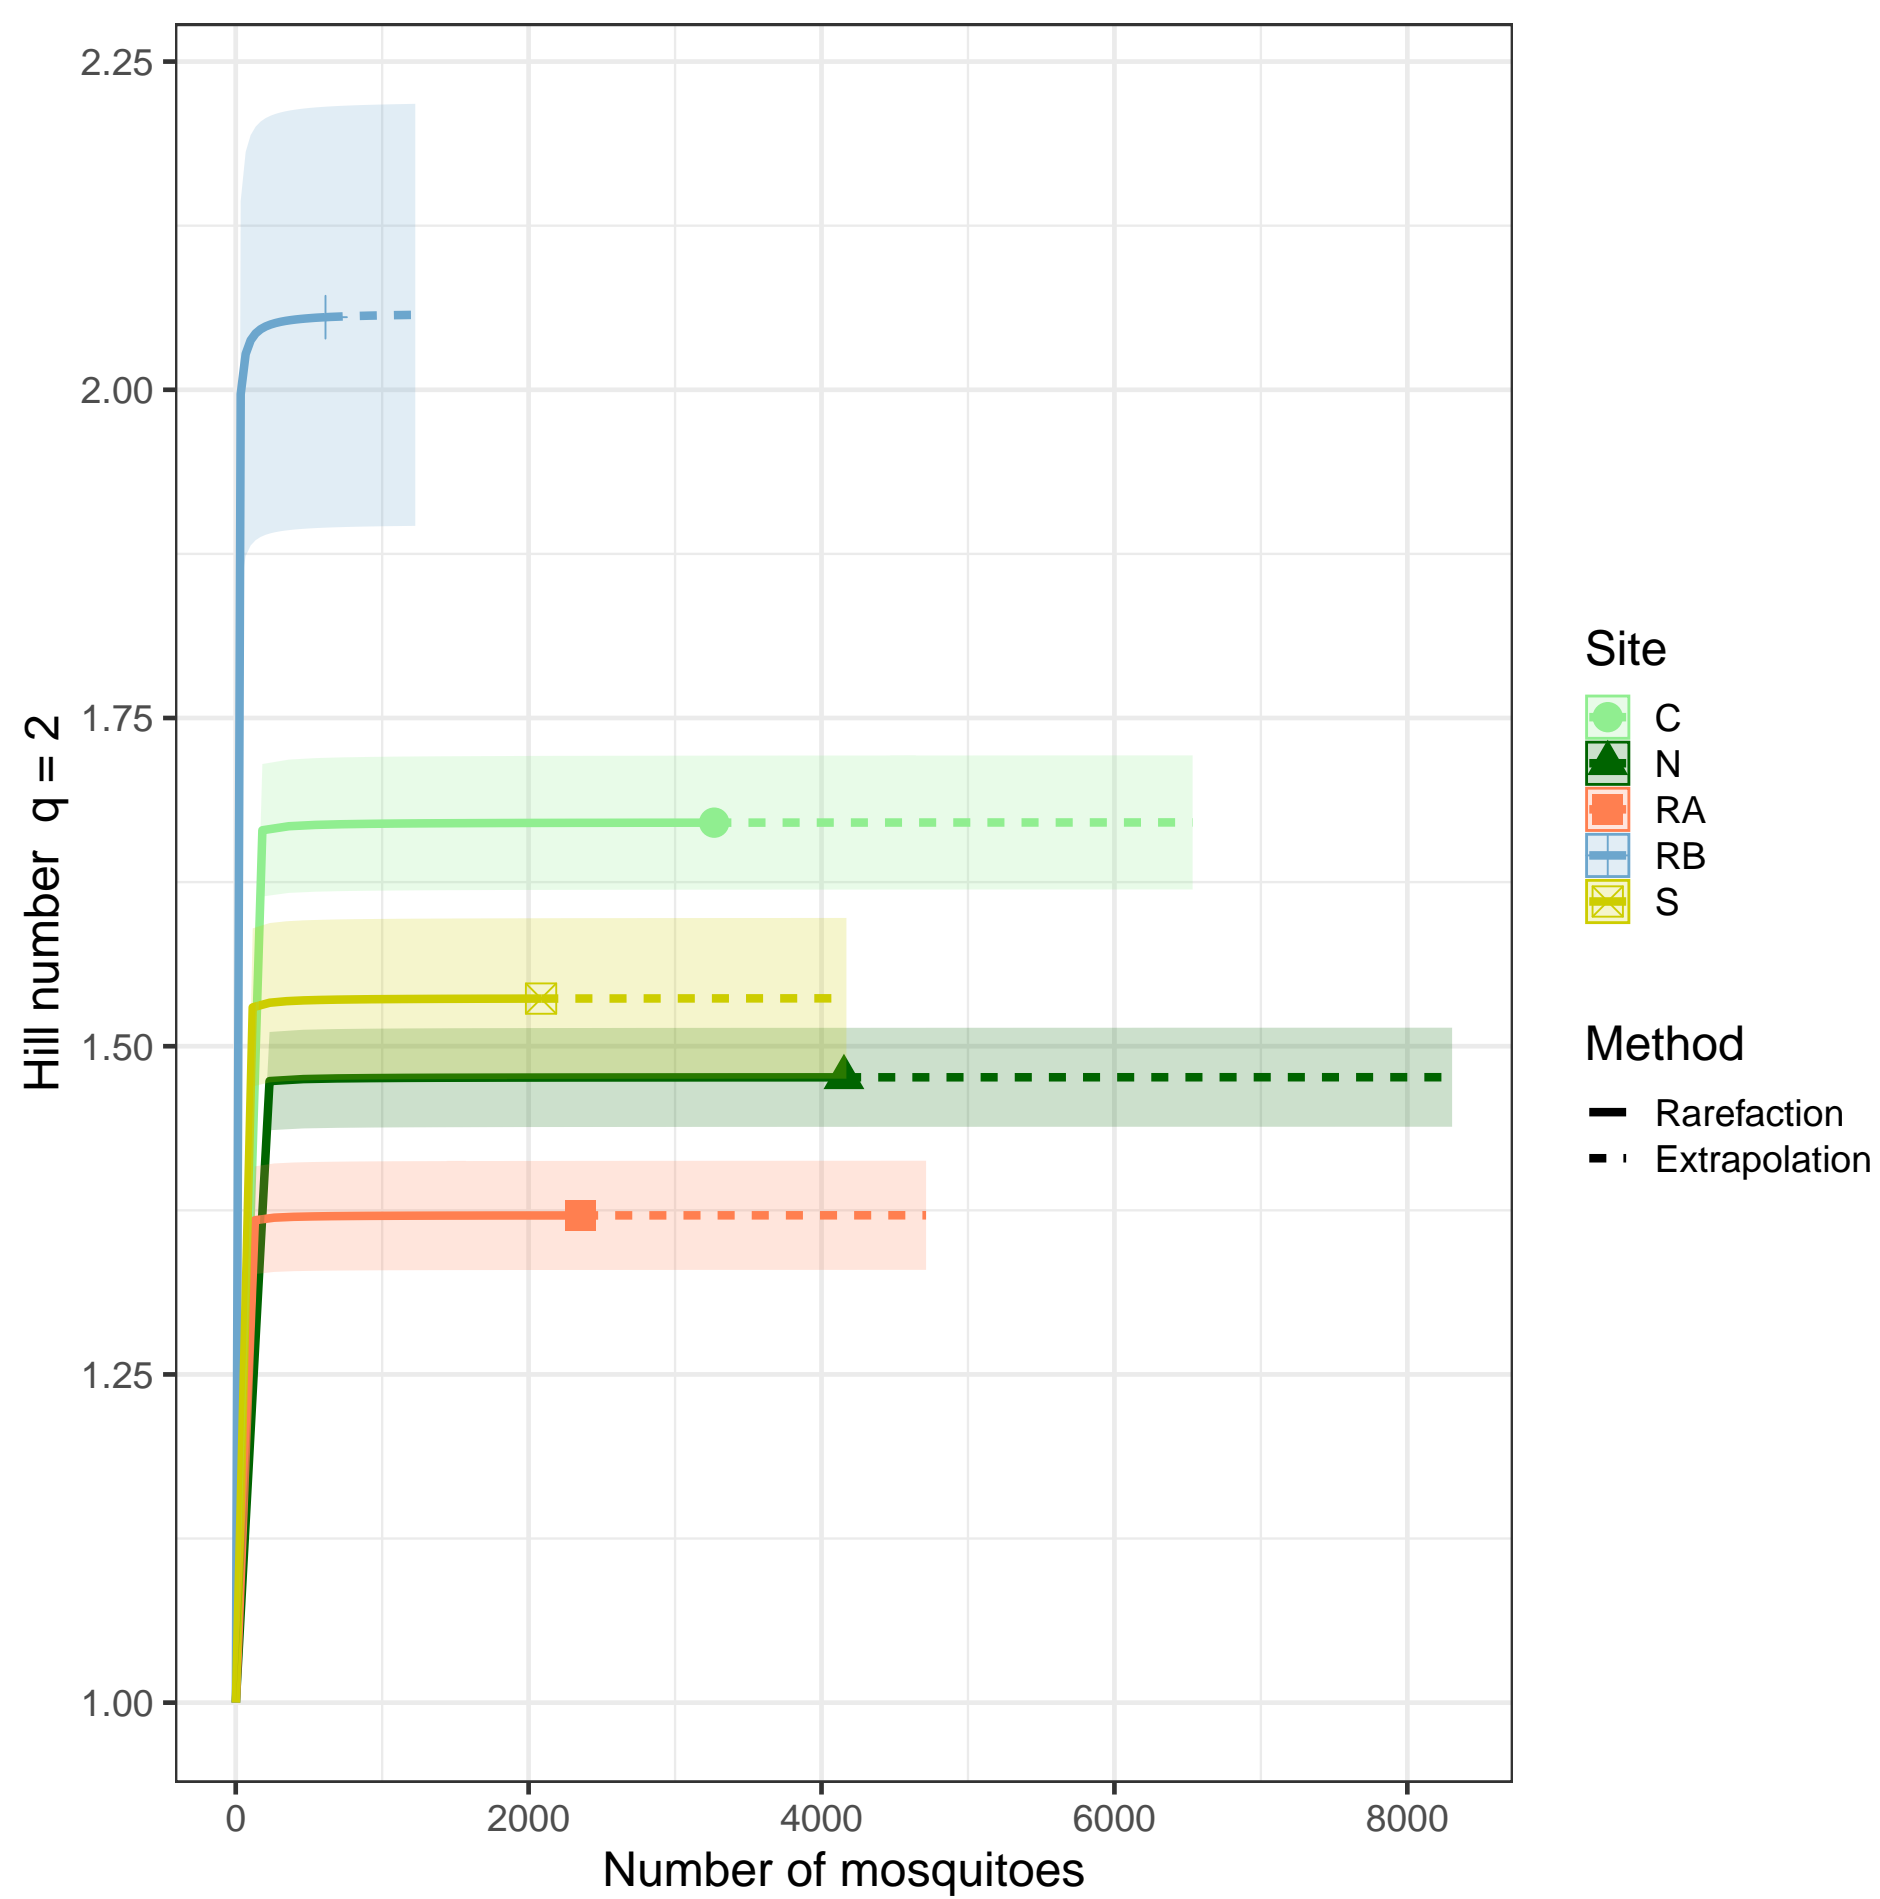 2.25
2.00
1.75
1.50
1.25
1.00
Hill number  q = 2
0 2000 4000 6000 8000
Number of mosquitoes
Site
C
N
RA
RB
S
Method
Rarefaction
Extrapolation